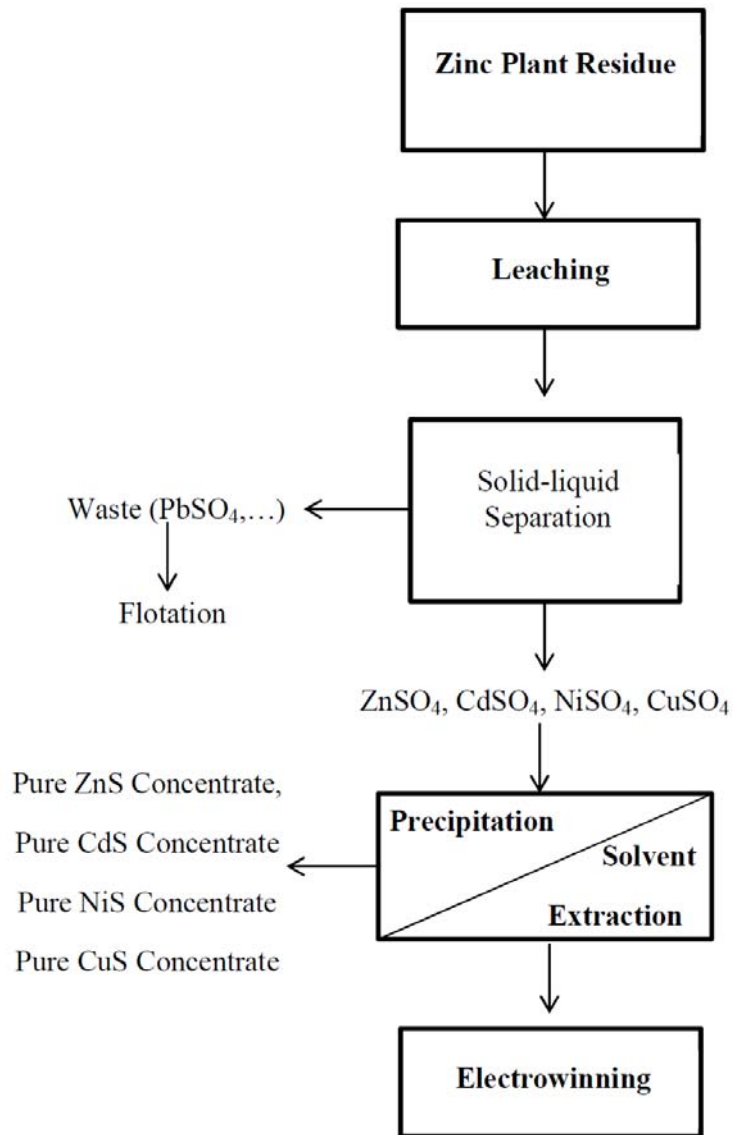 Zinc Plant Residue
Leaching
Solid-liquid
Separation
Waste (PbSO₄,…)
Flotation
ZnSO₄, CdSO₄, NiSO₄, CuSO₄
Pure ZnS Concentrate,
Pure CdS Concentrate
Pure NiS Concentrate
Pure CuS Concentrate
Precipitation
Solvent
Extraction
Electrowinning